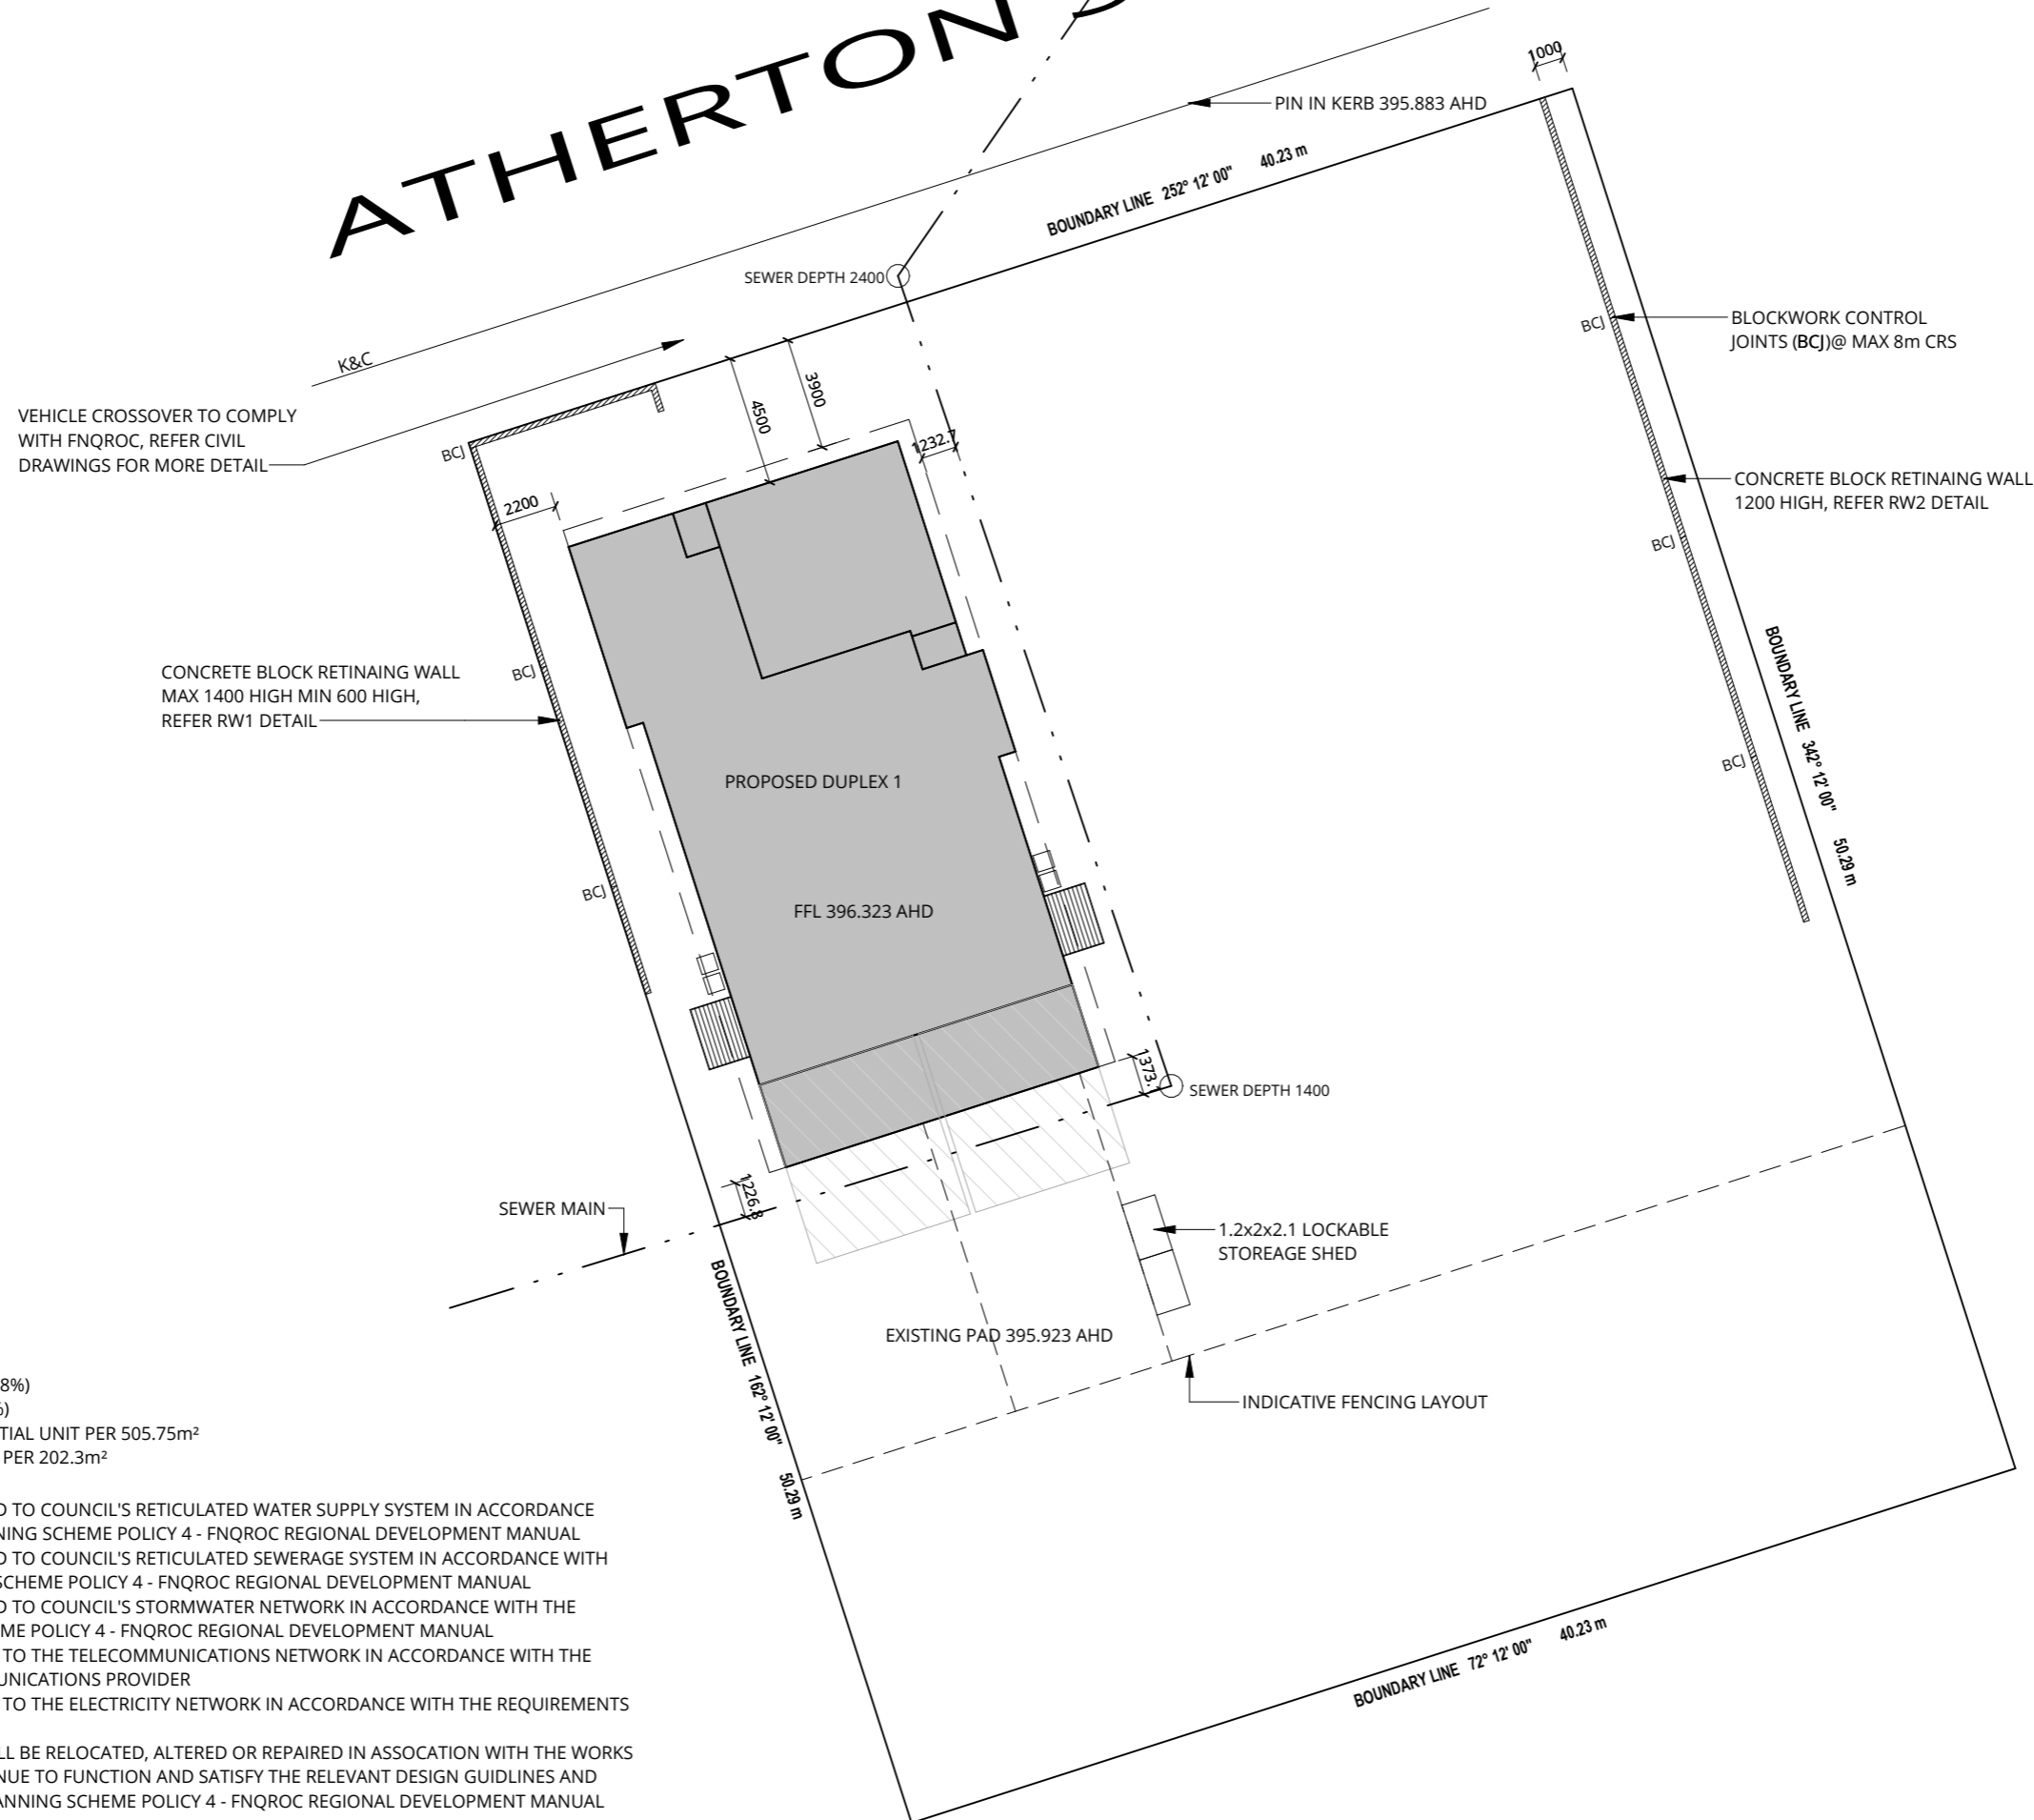 ATHERTON S
1000
PIN IN KERB 395.883 AHD
BOUNDARY LINE 252° 12' 00" 40.23 m
SEWER DEPTH 2400
BCJ
BLOCKWORK CONTROL
JOINTS (BCJ)@ MAX 8m CRS
K&C
3900
4500
VEHICLE CROSSOVER TO COMPLY
WITH FNQROC, REFER CIVIL
DRAWINGS FOR MORE DETAIL
BCJ
1232.7
2200
CONCRETE BLOCK RETINAING WALL
1200 HIGH, REFER RW2 DETAIL
BCJ
CONCRETE BLOCK RETINAING WALL
MAX 1400 HIGH MIN 600 HIGH,
REFER RW1 DETAIL
BCJ
BOUNDARY LINE 342° 12' 00" 50.29 m
BCJ
PROPOSED DUPLEX 1
FFL 396.323 AHD
BCJ
1373.
SEWER DEPTH 1400
1226.8
SEWER MAIN
1.2x2x2.1 LOCKABLE
STOREAGE SHED
BOUNDARY LINE 162° 12' 00" 50.29 m
EXISTING PAD 395.923 AHD
INDICATIVE FENCING LAYOUT
8%)
%)
TIAL UNIT PER 505.75m²
PER 202.3m²
D TO COUNCIL'S RETICULATED WATER SUPPLY SYSTEM IN ACCORDANCE
NING SCHEME POLICY 4 - FNQROC REGIONAL DEVELOPMENT MANUAL
D TO COUNCIL'S RETICULATED SEWERAGE SYSTEM IN ACCORDANCE WITH
SCHEME POLICY 4 - FNQROC REGIONAL DEVELOPMENT MANUAL
D TO COUNCIL'S STORMWATER NETWORK IN ACCORDANCE WITH THE
ME POLICY 4 - FNQROC REGIONAL DEVELOPMENT MANUAL
TO THE TELECOMMUNICATIONS NETWORK IN ACCORDANCE WITH THE
UNICATIONS PROVIDER
TO THE ELECTRICITY NETWORK IN ACCORDANCE WITH THE REQUIREMENTS
LL BE RELOCATED, ALTERED OR REPAIRED IN ASSOCATION WITH THE WORKS
NUE TO FUNCTION AND SATISFY THE RELEVANT DESIGN GUIDLINES AND
ANNING SCHEME POLICY 4 - FNQROC REGIONAL DEVELOPMENT MANUAL
BOUNDARY LINE 72° 12' 00" 40.23 m